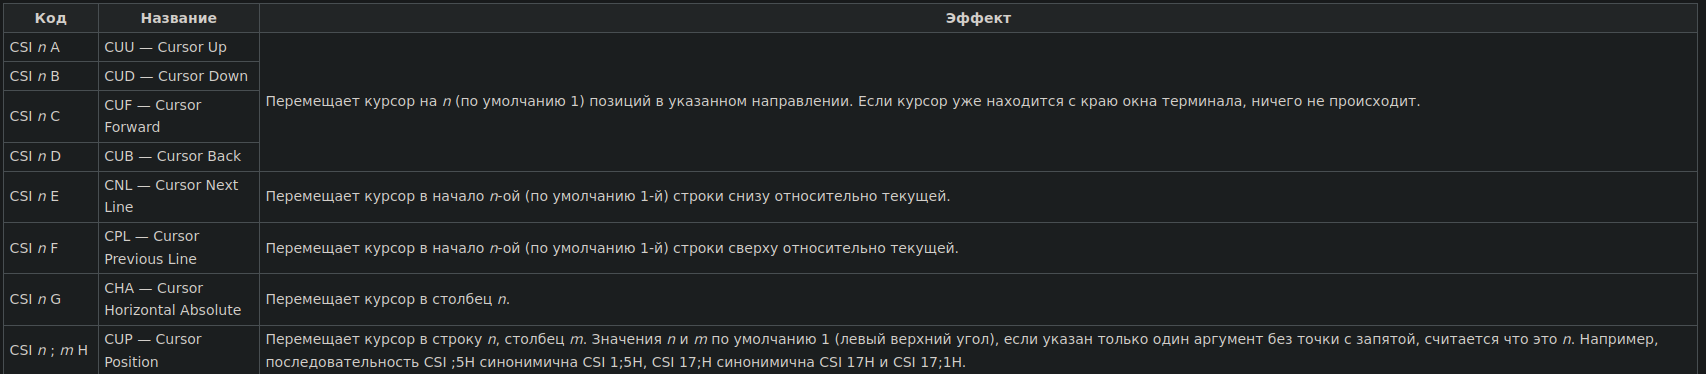 Код Название Эффект
CSI n A CUU — Cursor Up
CSI n B CUD — Cursor Down
CSI n C CUF — Cursor
Forward
CSI n D CUB — Cursor Back
Перемещает курсор на n (по умолчанию 1) позиций в указанном направлении. Если курсор уже находится с краю окна терминала, ничего не происходит.
CSI n E CNL — Cursor Next
Line
Перемещает курсор в начало n-ой (по умолчанию 1-й) строки снизу относительно текущей.
CSI n F CPL — Cursor
Previous Line
Перемещает курсор в начало n-ой (по умолчанию 1-й) строки сверху относительно текущей.
CSI n G CHA — Cursor
Horizontal Absolute
Перемещает курсор в столбец n.
CSI n ; m H CUP — Cursor
Position
Перемещает курсор в строку n, столбец m. Значения n и m по умолчанию 1 (левый верхний угол), если указан только один аргумент без точки с запятой, считается что это n. Например,
последовательность CSI ;5H синонимична CSI 1;5H, CSI 17;H синонимична CSI 17H и CSI 17;1H.